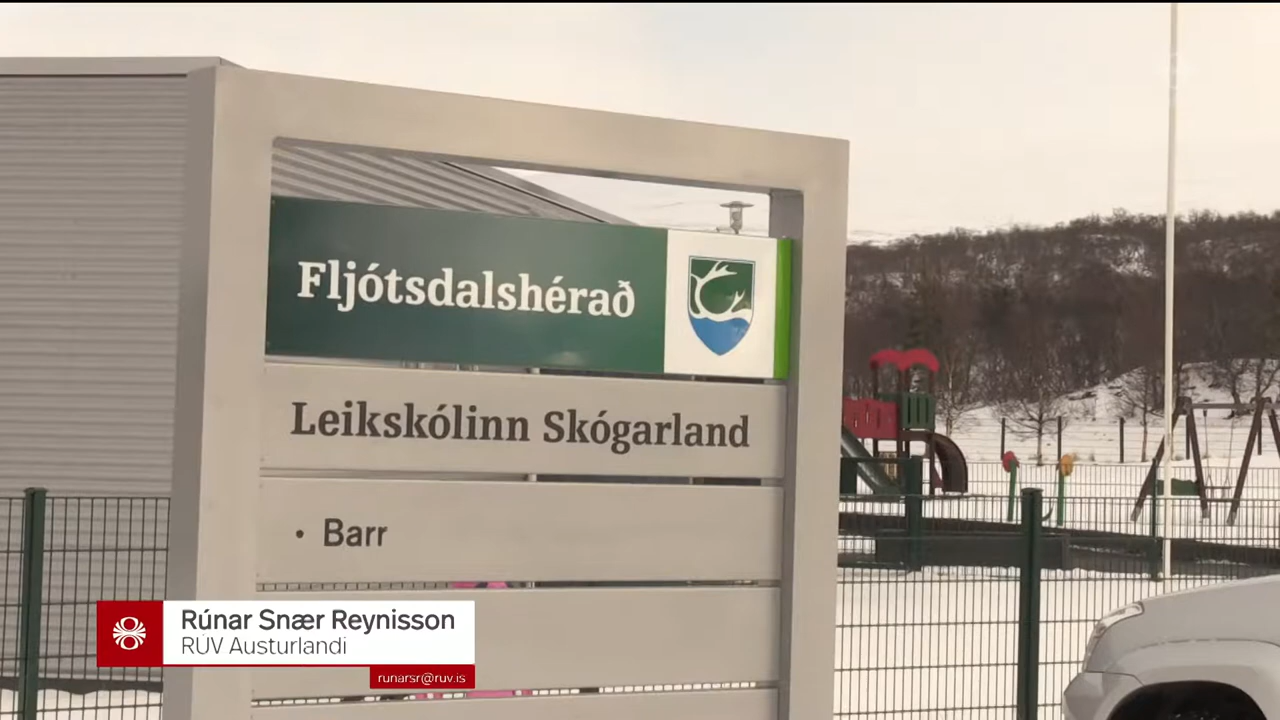 Fljótsdalshérað
Leikskólinn Skógarland
• Barr
Rúnar Snær Reynisson
RÚV Austurlandi
runarsr@ruv.is